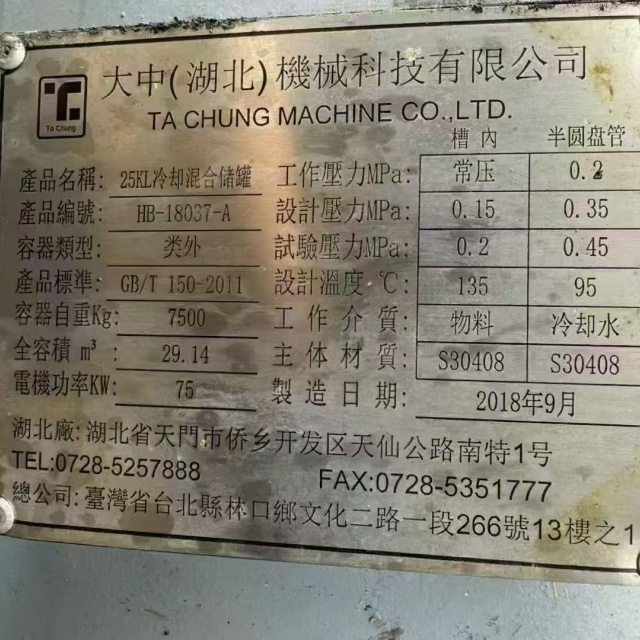 大中(湖北)機械科技有限公司
Ta Chung
TA CHUNG MACHINE CO.,LTD.
槽內 半圆盘管
產品名稱: 25KL冷却混合储罐 工作壓力MPa: 常压 0.2
產品編號: HB-18037-A 設計壓力MPa: 0.15 0.35
容器類型: 类外 試驗壓力MPa: 0.2 0.45
產品標準: GB/T 150-2011 設計溫度 ℃: 135 95
容器自重Kg: 7500 工作介質: 物料 冷却水
全容積 m³: 29.14 主体材質: S30408 S30408
電機功率KW: 75 製造日期: 2018年9月
湖北廠: 湖北省天門市侨乡开发区天仙公路南特1号
TEL:0728-5257888 FAX:0728-5351777
總公司: 臺灣省台北縣林口鄉文化二路一段266號13樓之1